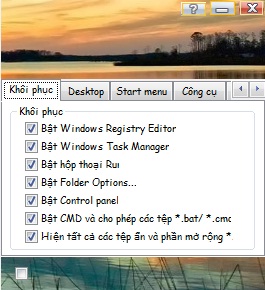 Khôi phục Desktop Start menu Công cụ
Khôi phục
Bật Windows Registry Editor
Bật Windows Task Manager
Bật hộp thoại Run
Bật Folder Options...
Bật Control panel
Bật CMD và cho phép các tệp *.bat/ *.cmd
Hiện tất cả các tệp ẩn và phần mở rộng *.